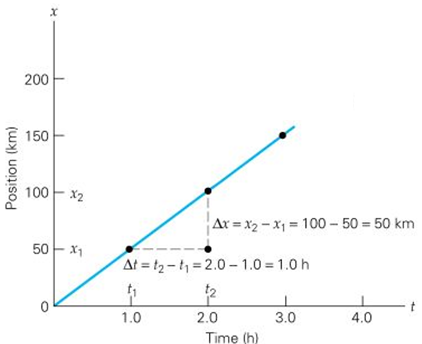 x
200
150
100
x₂
50
x₁
0
Position (km)
Δx = x₂ – x₁ = 100 – 50 = 50 km
Δt = t₂ – t₁ = 2.0 – 1.0 = 1.0 h
t₁
t₂
t
1.0
2.0
3.0
4.0
Time (h)